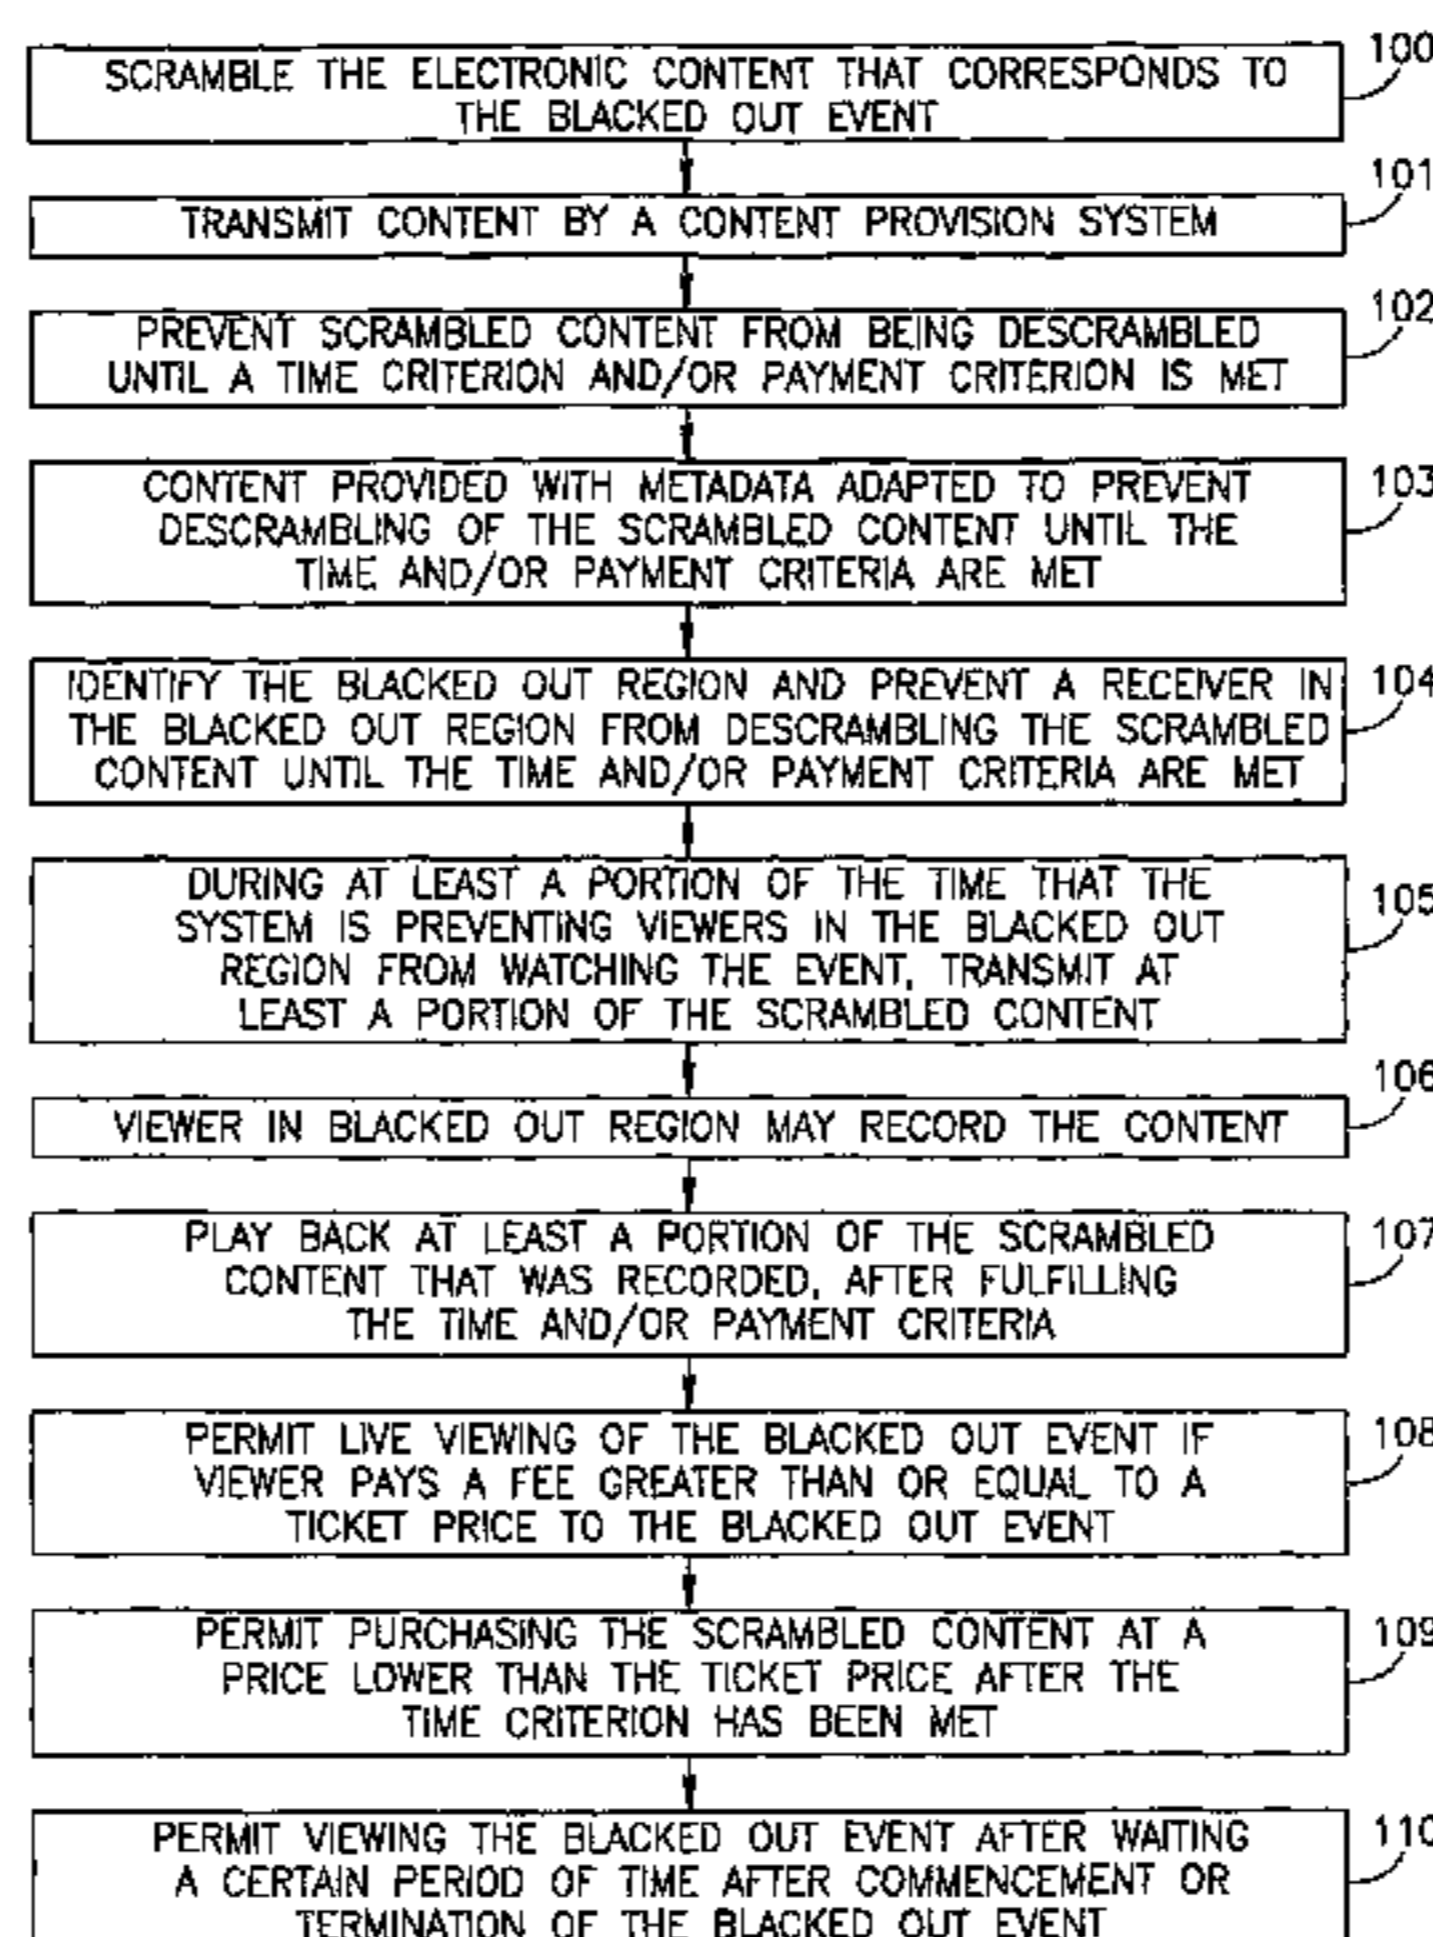 100
SCRAMBLE THE ELECTRONIC CONTENT THAT CORRESPONDS TO
THE BLACKED OUT EVENT
101
TRANSMIT CONTENT BY A CONTENT PROVISION SYSTEM
102
PREVENT SCRAMBLED CONTENT FROM BEING DESCRAMBLED
UNTIL A TIME CRITERION AND/OR PAYMENT CRITERION IS MET
103
CONTENT PROVIDED WITH METADATA ADAPTED TO PREVENT
DESCRAMBLING OF THE SCRAMBLED CONTENT UNTIL THE
TIME AND/OR PAYMENT CRITERIA ARE MET
104
IDENTIFY THE BLACKED OUT REGION AND PREVENT A RECEIVER IN
THE BLACKED OUT REGION FROM DESCRAMBLING THE SCRAMBLED
CONTENT UNTIL THE TIME AND/OR PAYMENT CRITERIA ARE MET
105
DURING AT LEAST A PORTION OF THE TIME THAT THE
SYSTEM IS PREVENTING VIEWERS IN THE BLACKED OUT
REGION FROM WATCHING THE EVENT, TRANSMIT AT
LEAST A PORTION OF THE SCRAMBLED CONTENT
106
VIEWER IN BLACKED OUT REGION MAY RECORD THE CONTENT
107
PLAY BACK AT LEAST A PORTION OF THE SCRAMBLED
CONTENT THAT WAS RECORDED, AFTER FULFILLING
THE TIME AND/OR PAYMENT CRITERIA
108
PERMIT LIVE VIEWING OF THE BLACKED OUT EVENT IF
VIEWER PAYS A FEE GREATER THAN OR EQUAL TO A
TICKET PRICE TO THE BLACKED OUT EVENT
109
PERMIT PURCHASING THE SCRAMBLED CONTENT AT A
PRICE LOWER THAN THE TICKET PRICE AFTER THE
TIME CRITERION HAS BEEN MET
110
PERMIT VIEWING THE BLACKED OUT EVENT AFTER WAITING
A CERTAIN PERIOD OF TIME AFTER COMMENCEMENT OR
TERMINATION OF THE BLACKED OUT EVENT